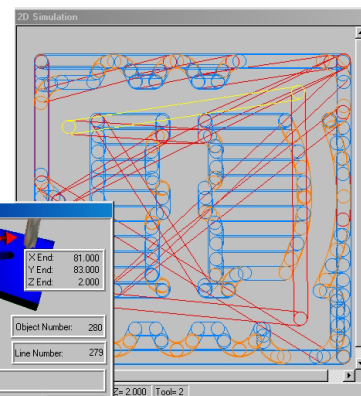 2D Simulation
X End: 81.000
Y End: 83.000
Z End: 2.000
Object Number: 280
Line Number: 279
Z= 2.000 Tool= 2